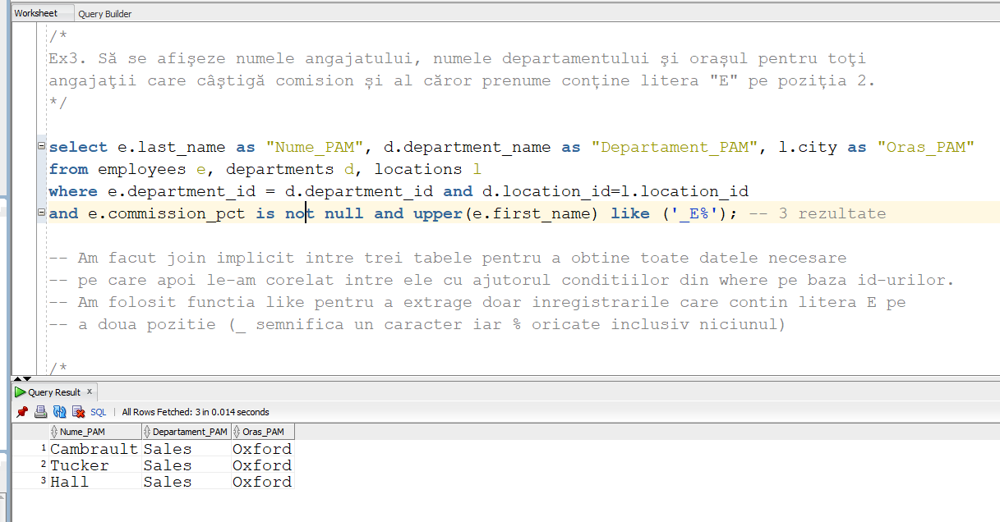 Worksheet Query Builder
/*
Ex3. Să se afişeze numele angajatului, numele departamentului şi orașul pentru toţi
angajaţii care câştigă comision și al căror prenume conține litera "E" pe poziția 2.
*/
select e.last_name as "Nume_PAM", d.department_name as "Departament_PAM", l.city as "Oras_PAM"
from employees e, departments d, locations l
where e.department_id = d.department_id and d.location_id=l.location_id
and e.commission_pct is not null and upper(e.first_name) like ('_E%'); -- 3 rezultate
-- Am facut join implicit intre trei tabele pentru a obtine toate datele necesare
-- pe care apoi le-am corelat intre ele cu ajutorul conditiilor din where pe baza id-urilor.
-- Am folosit functia like pentru a extrage doar inregistrarile care contin litera E pe
-- a doua pozitie (_ semnifica un caracter iar % oricate inclusiv niciunul)
/*
Query Result x
SQL | All Rows Fetched: 3 in 0.014 seconds
Nume_PAM Departament_PAM Oras_PAM
1 Cambrault Sales Oxford
2 Tucker Sales Oxford
3 Hall Sales Oxford